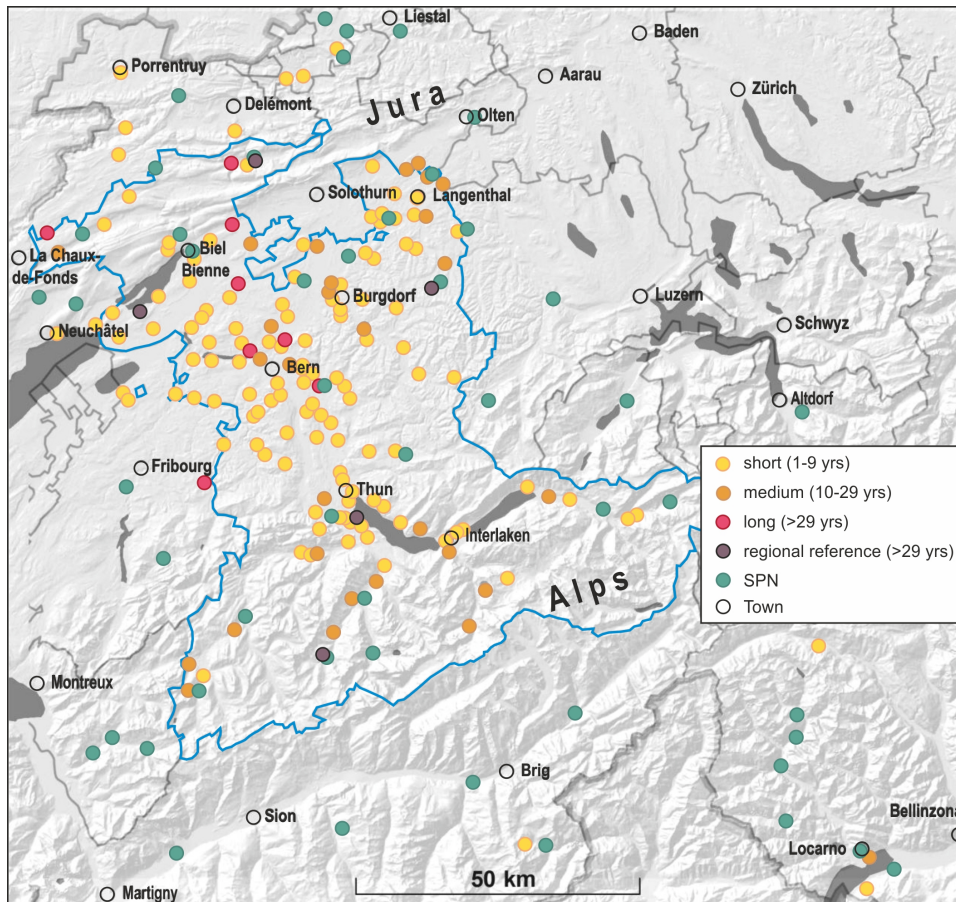 Liestal
Baden
Porrentruy
Aarau
Zürich
Delémont
Jura
Olten
Solothurn
Langenthal
La Chaux-
de-Fonds
Biel
Bienne
Burgdorf
Luzern
Neuchâtel
Schwyz
Bern
Altdorf
Fribourg
Thun
Interlaken
short (1-9 yrs)
medium (10-29 yrs)
long (>29 yrs)
regional reference (>29 yrs)
SPN
Town
Alps
Montreux
Brig
Sion
Bellinzona
Locarno
50 km
Martigny